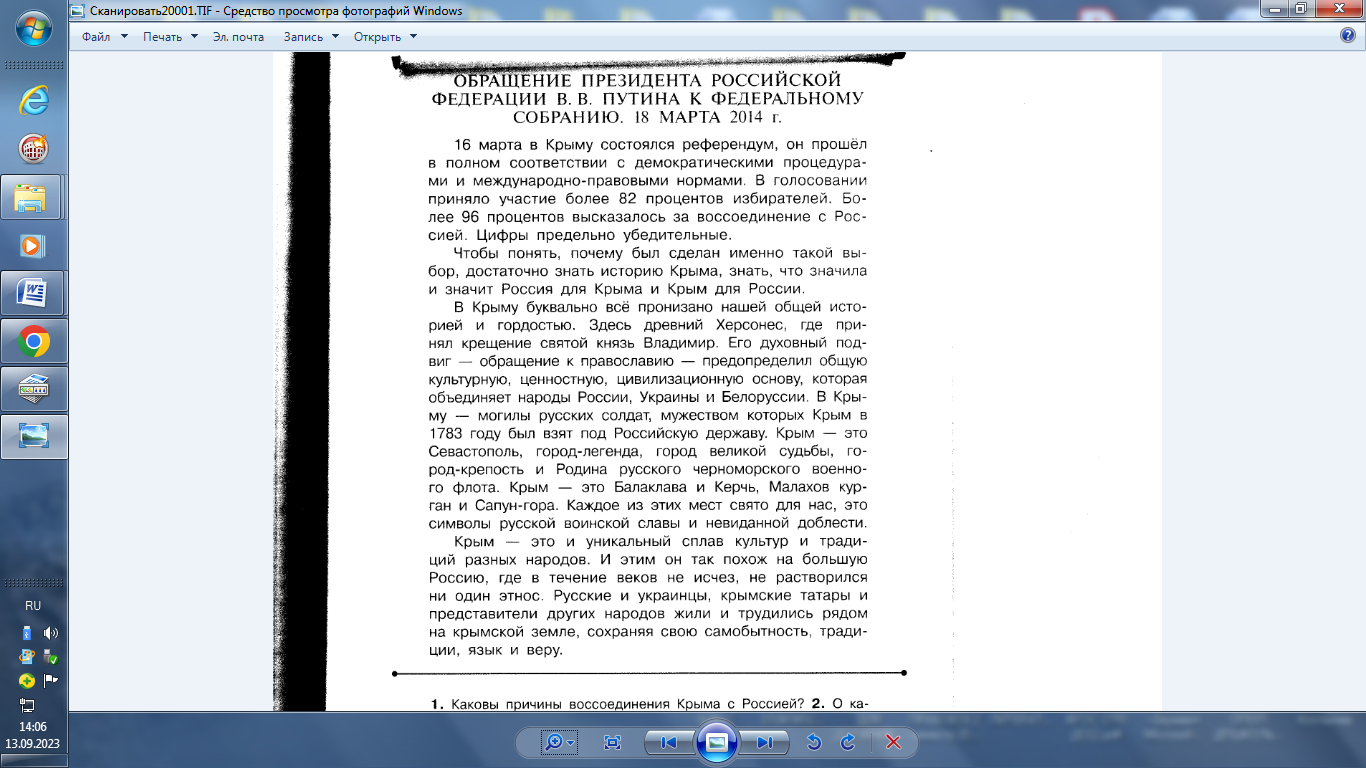 Сканировать20001.TIF - Средство просмотра фотографий Windows
Файл Печать Эл. почта Запись Открыть
ОБРАЩЕНИЕ ПРЕЗИДЕНТА РОССИЙСКОЙ
ФЕДЕРАЦИИ В. В. ПУТИНА К ФЕДЕРАЛЬНОМУ
СОБРАНИЮ. 18 МАРТА 2014 г.
16 марта в Крыму состоялся референдум, он прошёл
в полном соответствии с демократическими процедура-
ми и международно-правовыми нормами. В голосовании
приняло участие более 82 процентов избирателей. Бо-
лее 96 процентов высказалось за воссоединение с Рос-
сией. Цифры предельно убедительные.
Чтобы понять, почему был сделан именно такой вы-
бор, достаточно знать историю Крыма, знать, что значила
и значит Россия для Крыма и Крым для России.
В Крыму буквально всё пронизано нашей общей исто-
рией и гордостью. Здесь древний Херсонес, где при-
нял крещение святой князь Владимир. Его духовный под-
виг — обращение к православию — предопределил общую
культурную, ценностную, цивилизационную основу, которая
объединяет народы России, Украины и Белоруссии. В Кры-
му — могилы русских солдат, мужеством которых Крым в
1783 году был взят под Российскую державу. Крым — это
Севастополь, город-легенда, город великой судьбы, го-
род-крепость и Родина русского черноморского военно-
го флота. Крым — это Балаклава и Керчь, Малахов кур-
ган и Сапун-гора. Каждое из этих мест свято для нас, это
символы русской воинской славы и невиданной доблести.
Крым — это и уникальный сплав культур и тради-
ций разных народов. И этим он так похож на большую
Россию, где в течение веков не исчез, не растворился
ни один этнос. Русские и украинцы, крымские татары и
представители других народов жили и трудились рядом
на крымской земле, сохраняя свою самобытность, тради-
ции, язык и веру.
1. Каковы причины воссоединения Крыма с Россией? 2. О ка-
RU
14:06
13.09.2023